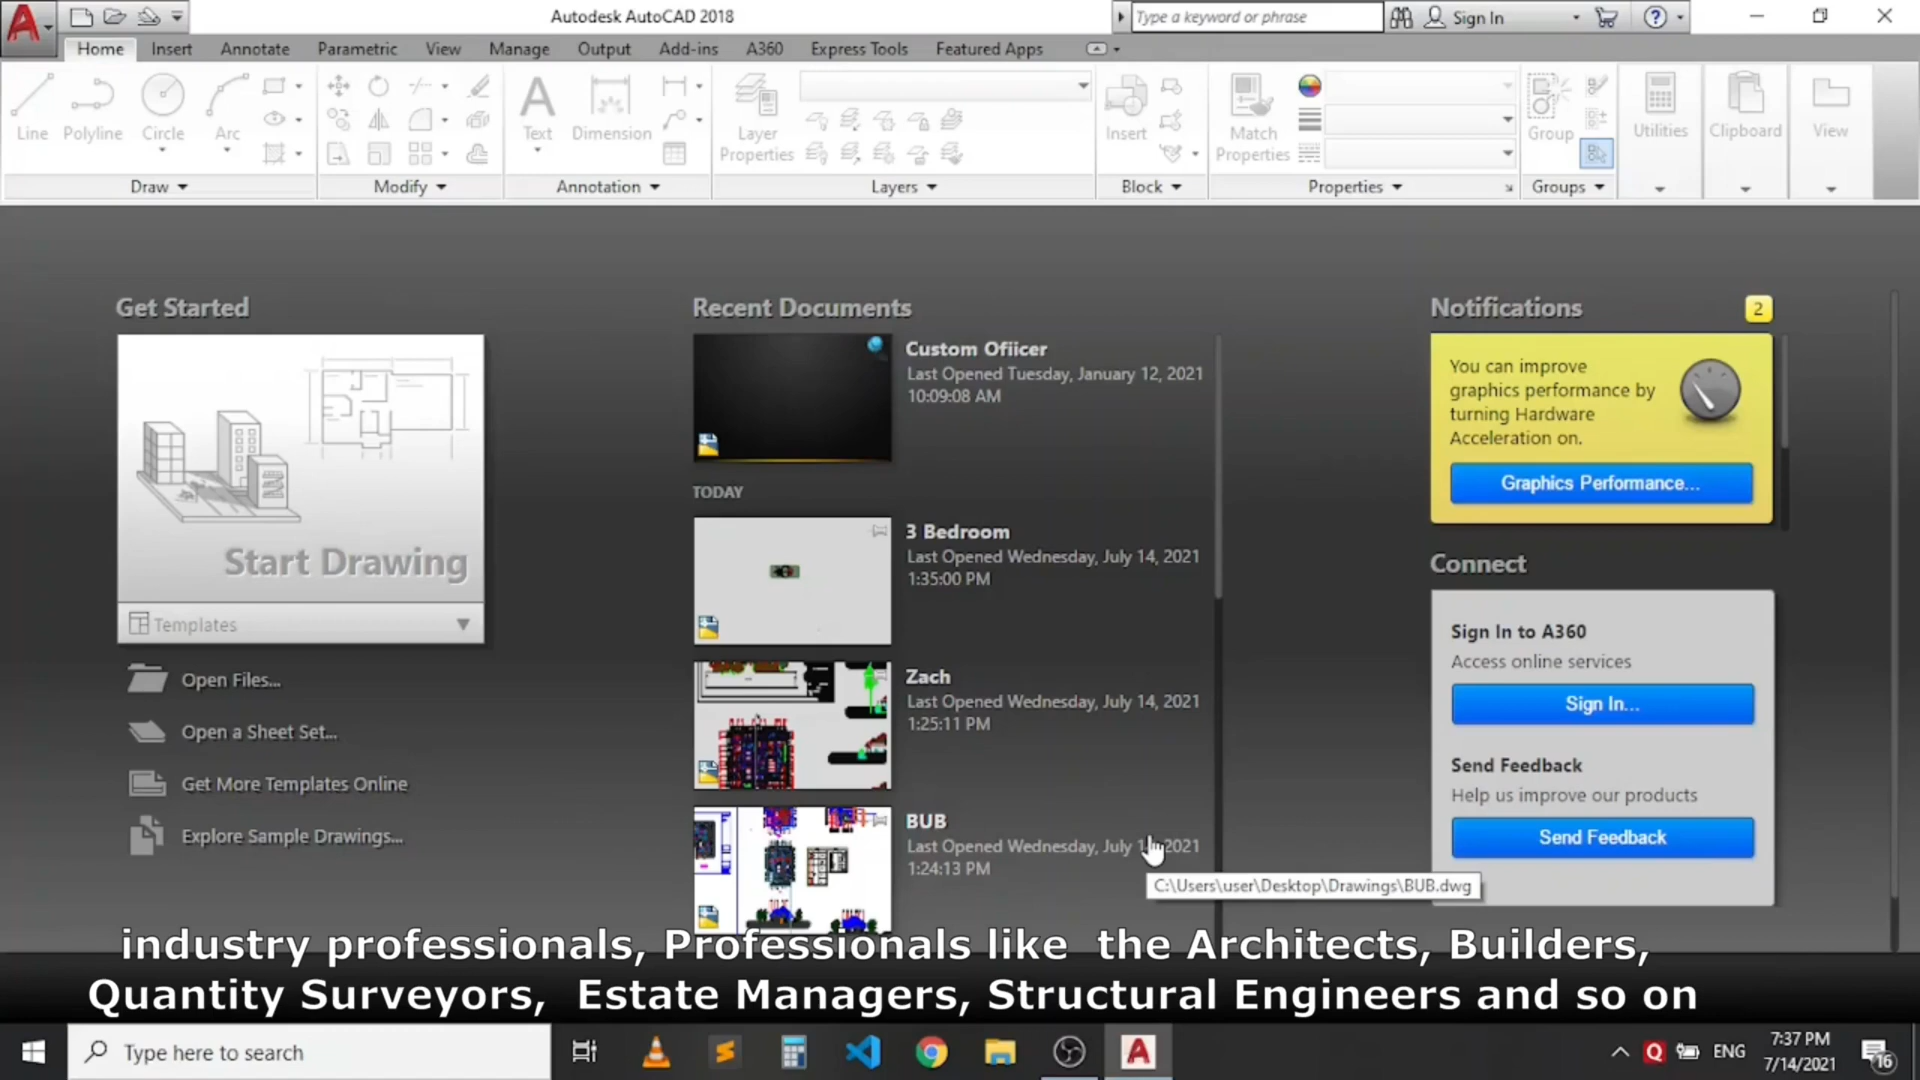 Autodesk AutoCAD 2018
Type a keyword or phrase
Sign In
Home
Insert
Annotate
Parametric
View
Manage
Output
Add-ins
A360
Express Tools
Featured Apps
Line
Polyline
Circle
Arc
Text
Dimension
Layer
Properties
Insert
Match
Properties
Group
Utilities
Clipboard
View
Draw
Modify
Annotation
Layers
Block
Properties
Groups
Get Started
Start Drawing
Templates
Open Files...
Open a Sheet Set...
Get More Templates Online
Explore Sample Drawings...
Recent Documents
Custom Ofiicer
Last Opened Tuesday, January 12, 2021
10:09:08 AM
TODAY
3 Bedroom
Last Opened Wednesday, July 14, 2021
1:35:00 PM
Zach
Last Opened Wednesday, July 14, 2021
1:25:11 PM
BUB
Last Opened Wednesday, July 1 2021
1:24:13 PM
C:\Users\user\Desktop\Drawings\BUB.dwg
Notifications
2
You can improve
graphics performance by
turning Hardware
Acceleration on.
Graphics Performance...
Connect
Sign In to A360
Access online services
Sign In...
Send Feedback
Help us improve our products
Send Feedback
industry professionals, Professionals like the Architects, Builders,
Quantity Surveyors, Estate Managers, Structural Engineers and so on
Type here to search
ENG
7:37 PM
7/14/2021
16